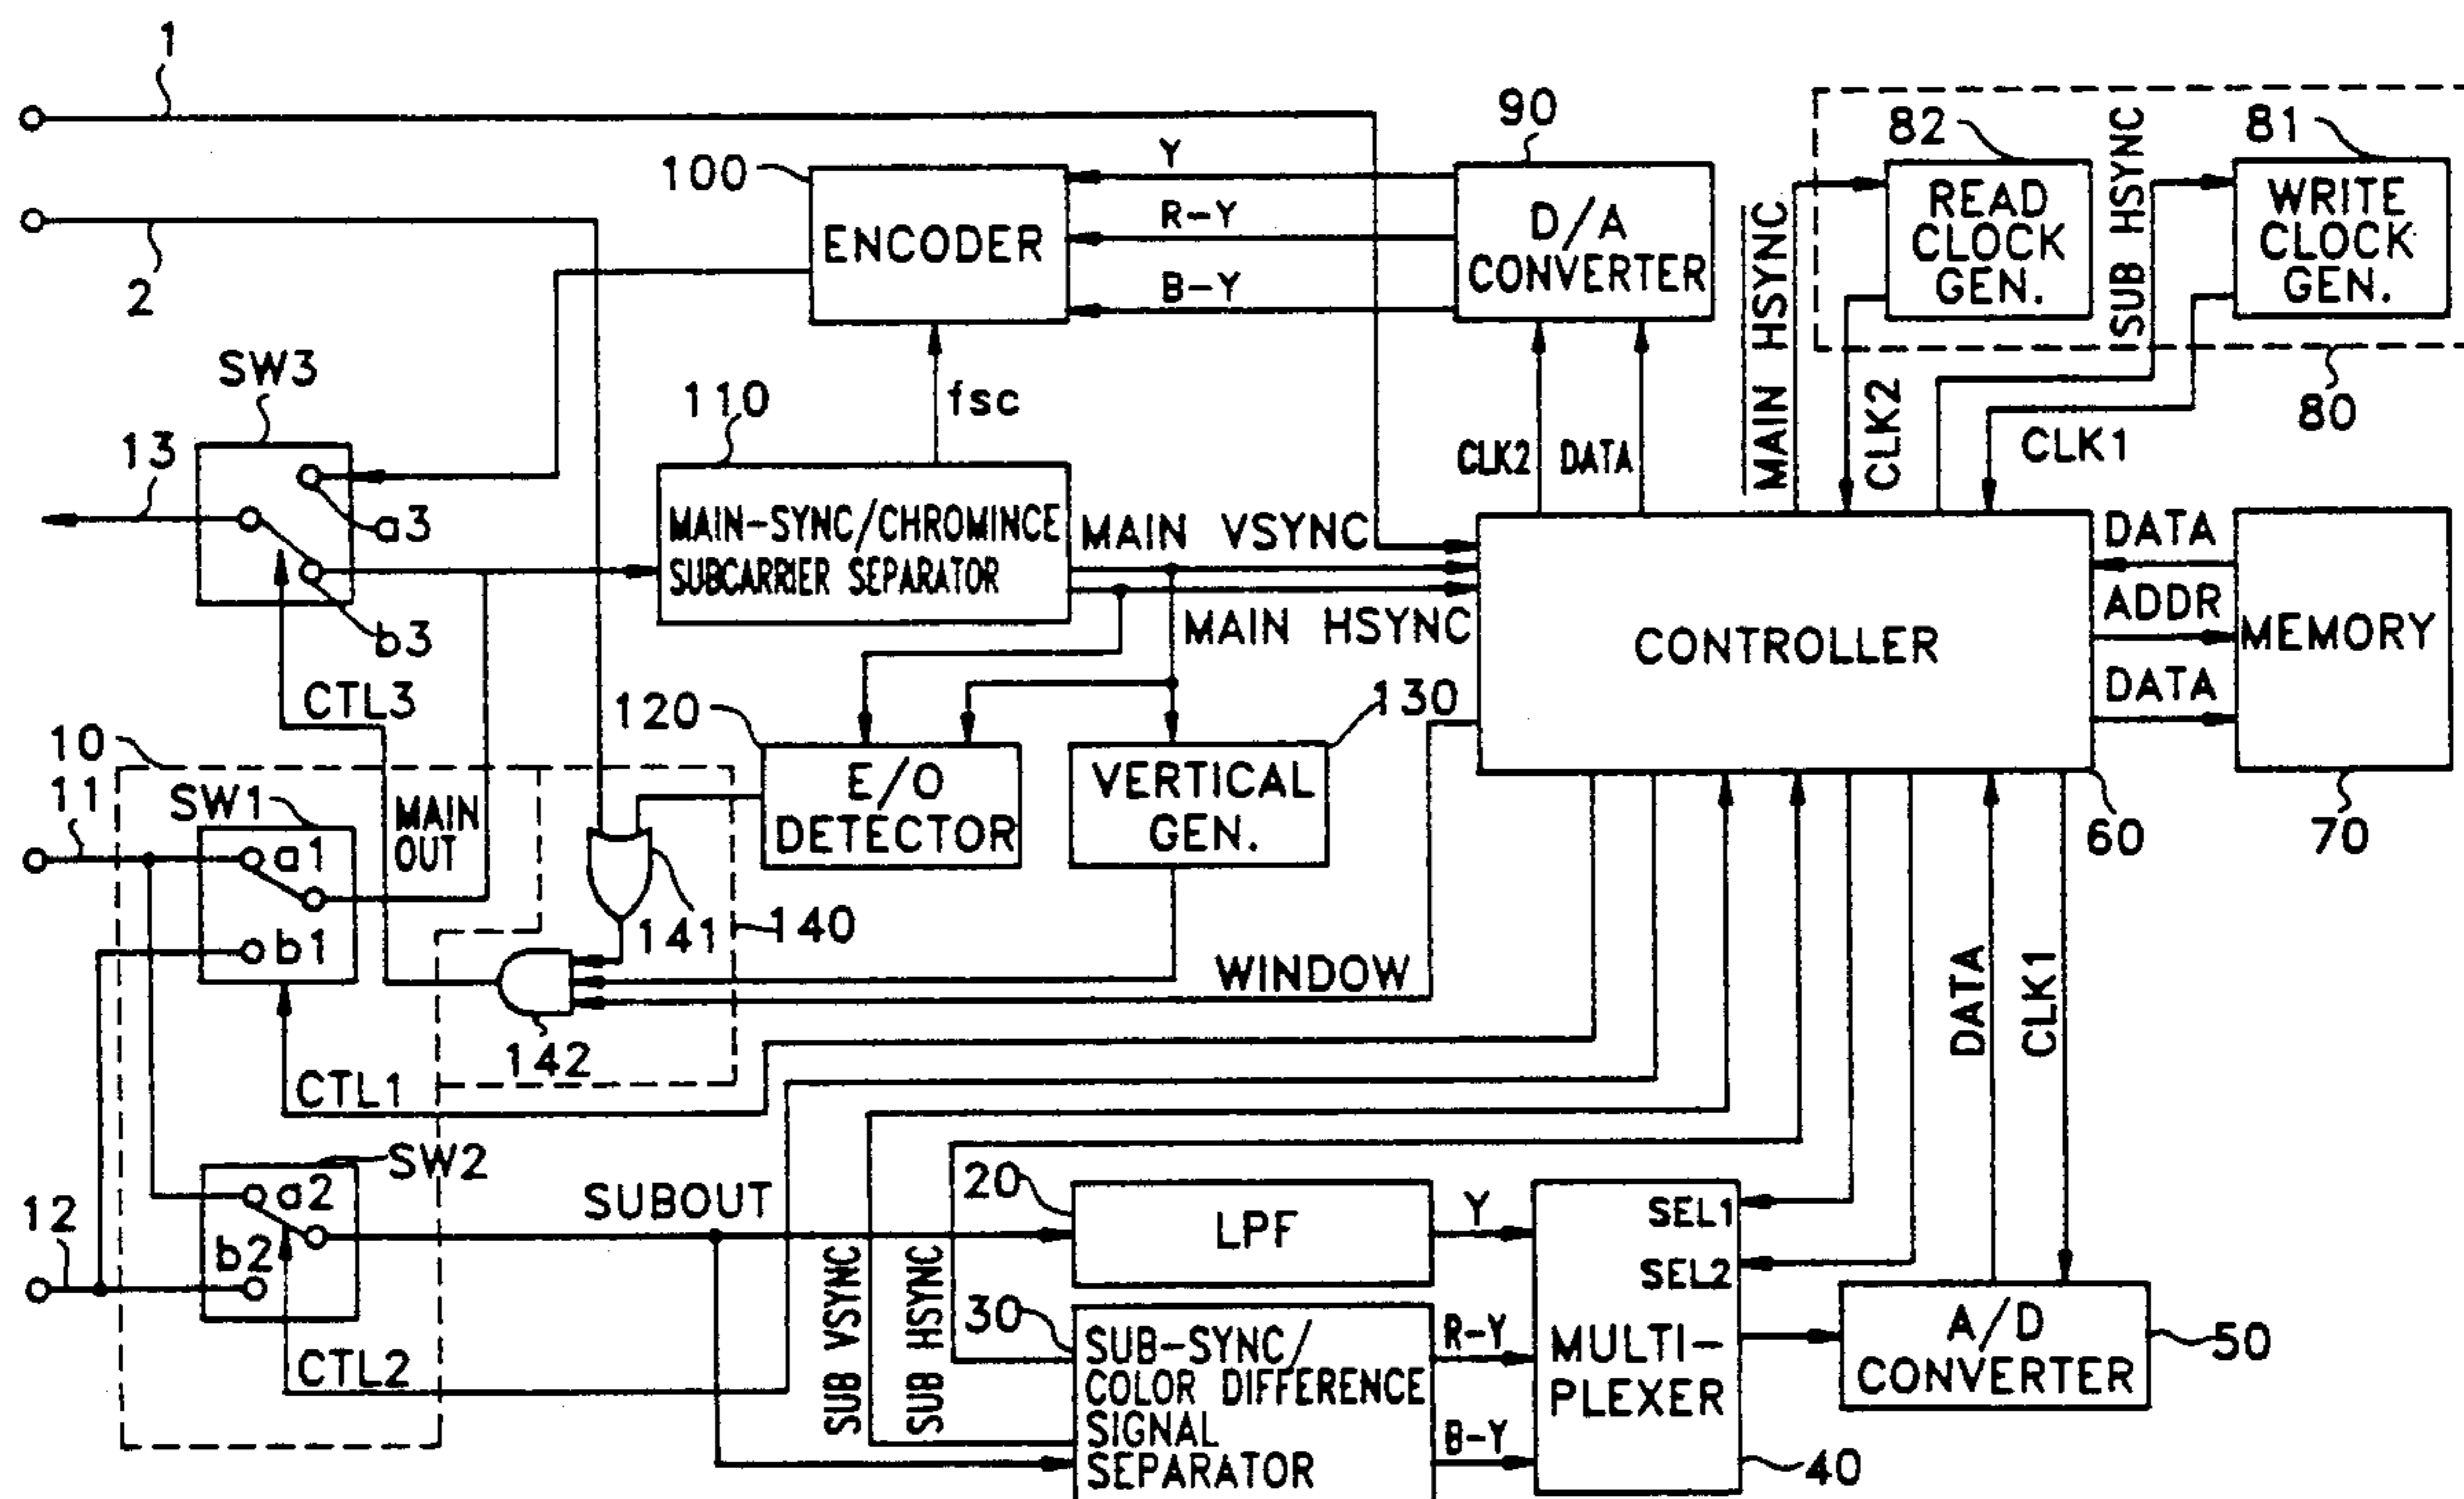 1
90
82
81
100
Y
READ
CLOCK
GEN.
WRITE
CLOCK
GEN.
ENCODER
R-Y
D/A
CONVERTER
MAIN HSYNC
SUB HSYNC
2
B-Y
SW3
110
fsc
CLK2
80
13
CLK2
DATA
CLK1
a3
MAIN-SYNC/CHROMINCE
SUBCARRIER SEPARATOR
MAIN VSYNC
DATA
b3
MAIN HSYNC
CONTROLLER
ADDR
MEMORY
CTL3
120
130
DATA
10
11
SW1
MAIN
OUT
E/O
DETECTOR
VERTICAL
GEN.
60
70
a1
b1
141
140
WINDOW
DATA
CLK1
142
CTL1
SW2
12
a2
b2
SUBOUT
20
LPF
Y
SEL1
SEL2
SUB VSYNC
SUB HSYNC
30
SUB-SYNC/
COLOR DIFFERENCE
SIGNAL
SEPARATOR
R-Y
MULTI-
PLEXER
A/D
CONVERTER
50
CTL2
B-Y
40